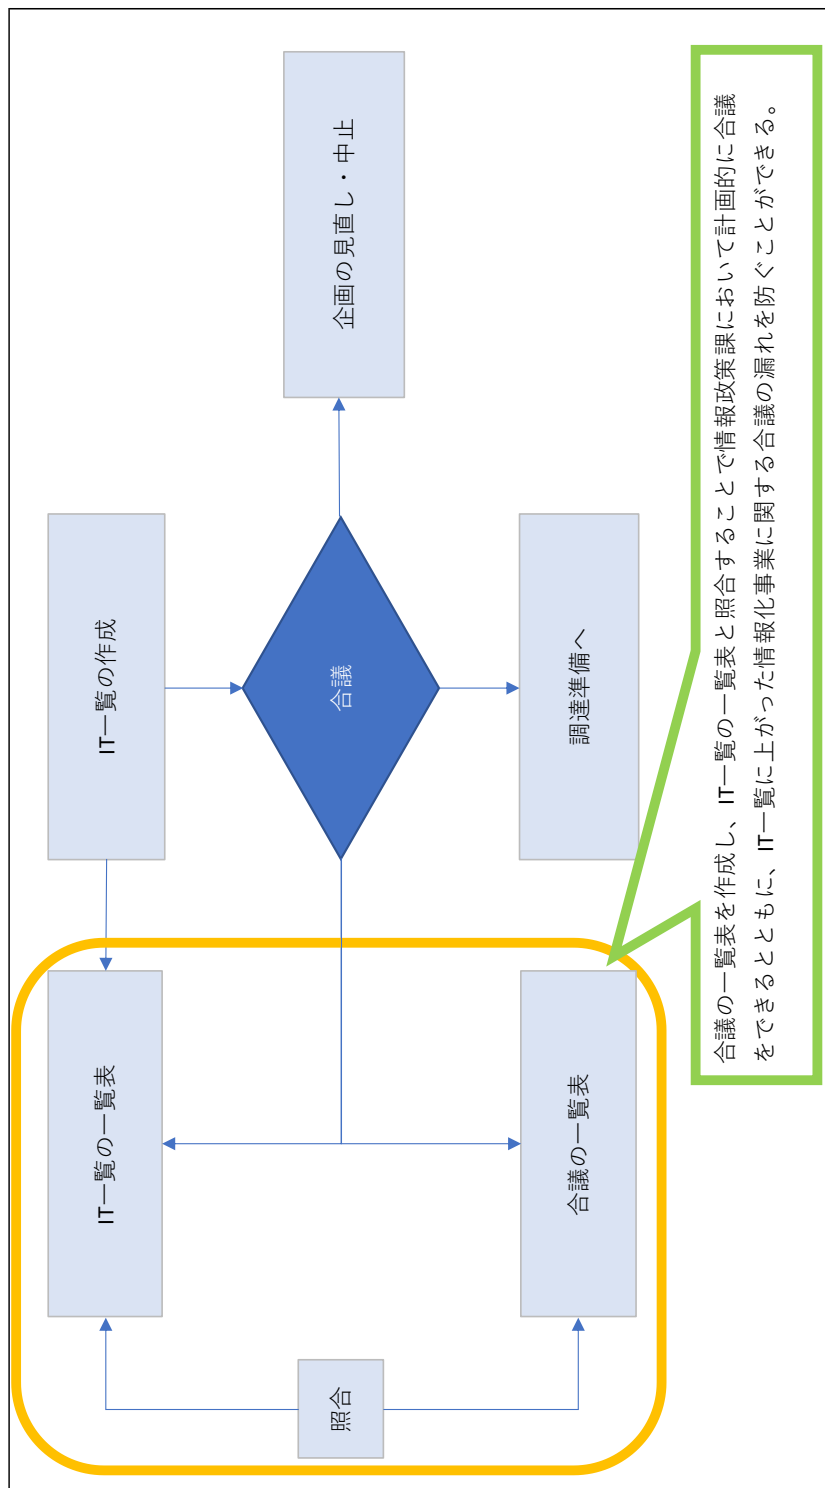 IT一覧の一覧表
IT一覧の作成
照合
合議
企画の見直し・中止
合議の一覧表
調達準備へ
合議の一覧表を作成し、IT一覧の一覧表と照合することで情報政策課において計画的に合議
をできるとともに、IT一覧に上がった情報化事業に関する合議の漏れを防ぐことができる。